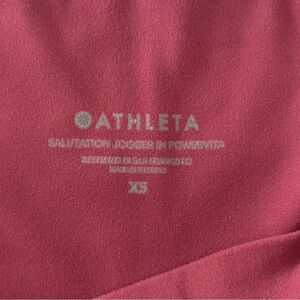 ATHLETA
SALUTATION JOGGER IN POWERVITA
DESIGNED IN SAN FRANCISCO
XS